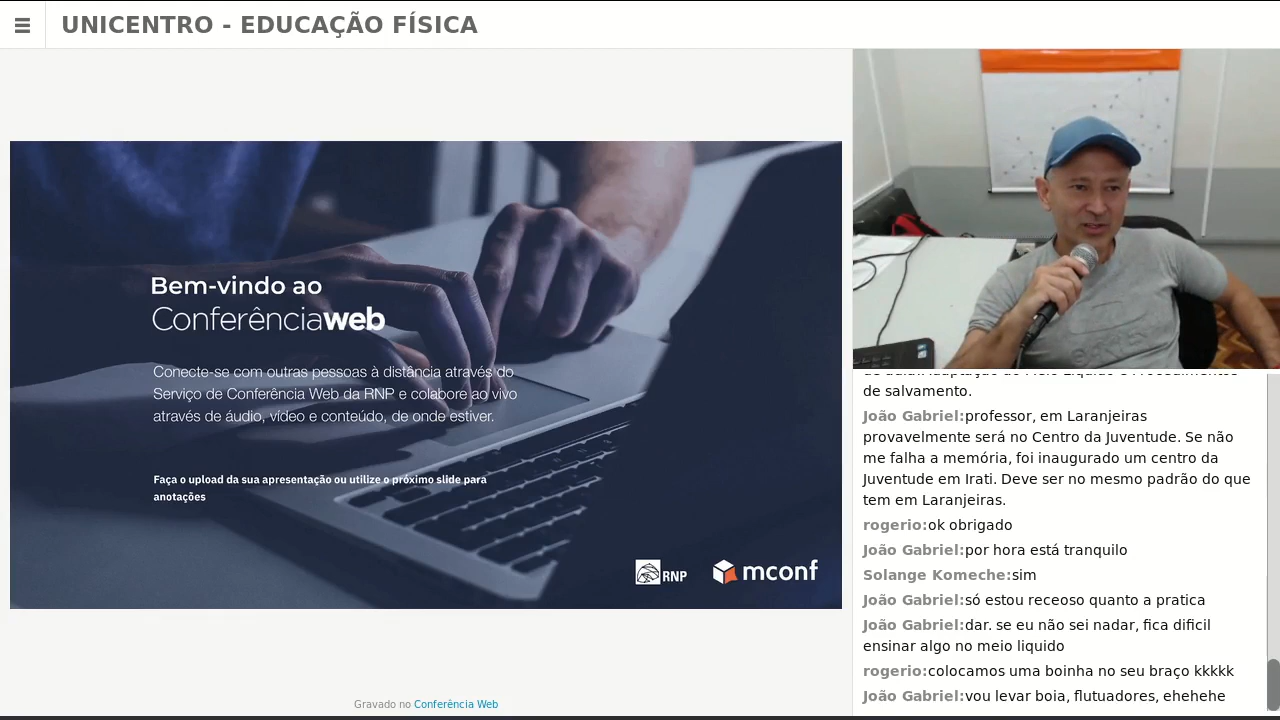 UNICENTRO - EDUCAÇÃO FÍSICA
Bem-vindo ao
Conferênciaweb
Conecte-se com outras pessoas à distância através do
Serviço de Conferência Web da RNP e colabore ao vivo
através de áudio, vídeo e conteúdo, de onde estiver.
Faça o upload da sua apresentação ou utilize o próximo slide para
anotações
RNP
mconf
Gravado no Conferência Web
de salvamento.
João Gabriel:professor, em Laranjeiras
provavelmente será no Centro da Juventude. Se não
me falha a memória, foi inaugurado um centro da
Juventude em Irati. Deve ser no mesmo padrão do que
tem em Laranjeiras.
rogerio:ok obrigado
João Gabriel:por hora está tranquilo
Solange Komeche:sim
João Gabriel:só estou receoso quanto a pratica
João Gabriel:dar. se eu não sei nadar, fica dificil
ensinar algo no meio liquido
rogerio:colocamos uma boinha no seu braço kkkkk
João Gabriel:vou levar boia, flutuadores, ehehehe